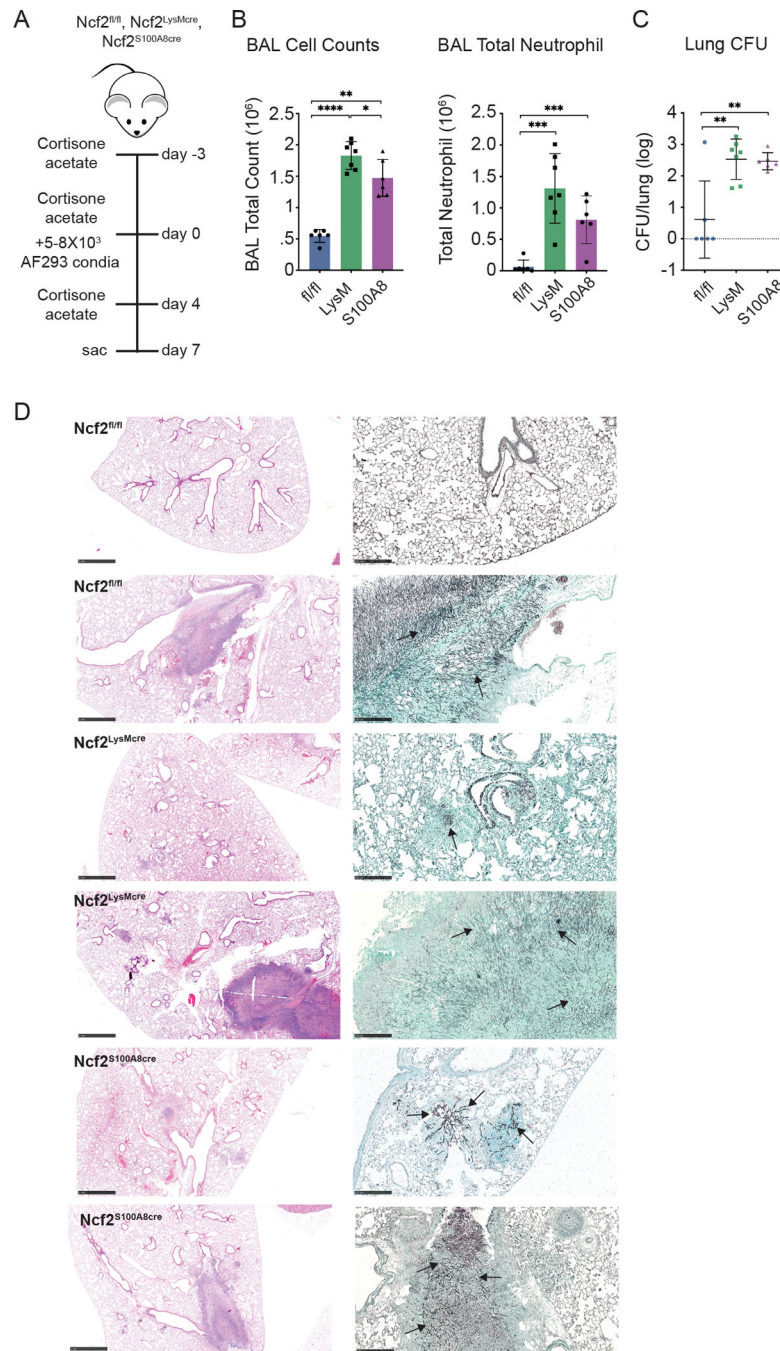 A
Ncf2fl/fl, Ncf2LysMcre,
Ncf2S100A8cre
Cortisone
acetate
day -3
Cortisone
acetate
day 0
+5-8X10³
AF293 condia
Cortisone
acetate
day 4
sac
day 7
B
BAL Cell Counts
BAL Total Count (10⁶)
2.5
2
1.5
1
.5
0
**
****
*
fl/fl
LysM
S100A8
BAL Total Neutrophil
Total Neutrophil (10⁶)
2.5
2.0
1.5
1.0
0.5
0
***
***
fl/fl
LysM
S100A8
C
Lung CFU
CFU/lung (log)
4
3
2
1
0
-1
**
**
fl/fl
LysM
S100A8
D
Ncf2fl/fl
Ncf2fl/fl
Ncf2LysMcre
Ncf2LysMcre
Ncf2S100A8cre
Ncf2S100A8cre